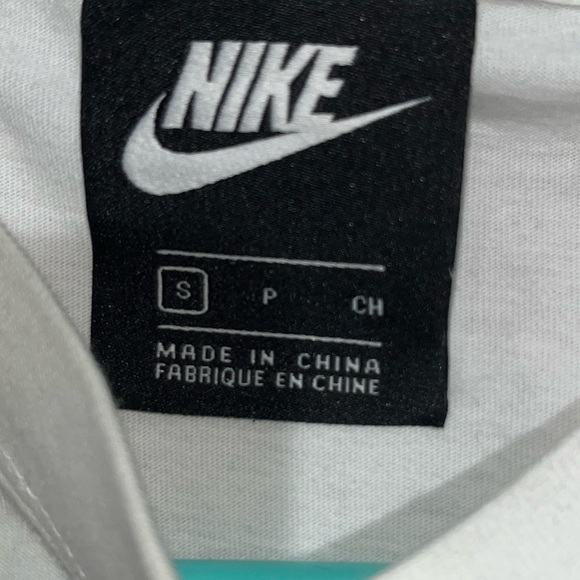 NIKE
S P CH
MADE IN CHINA
FABRIQUE EN CHINE